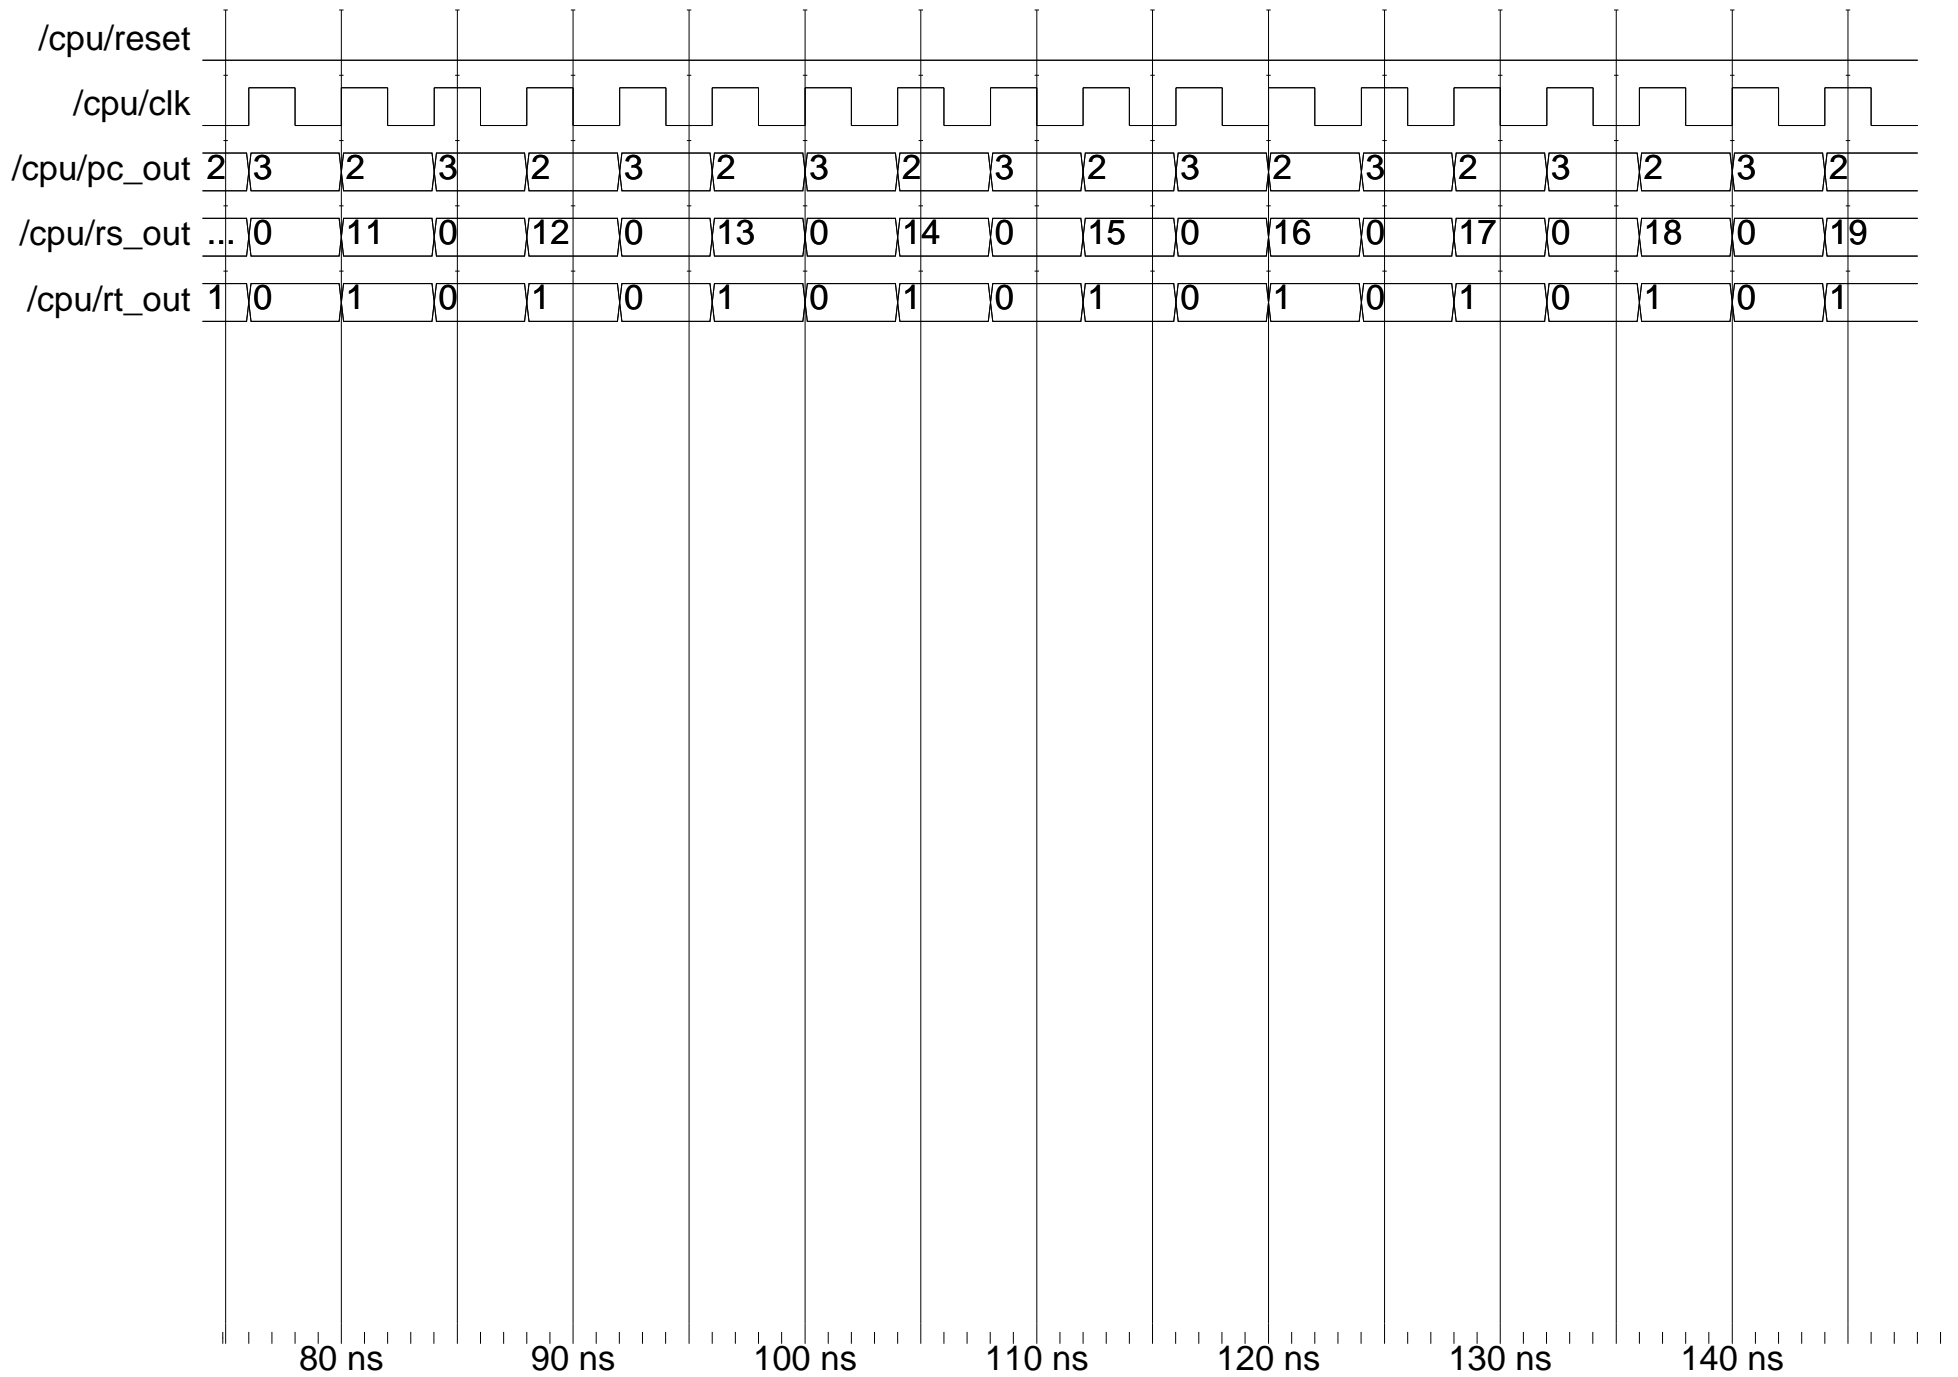 /cpu/reset
/cpu/clk
/cpu/pc_out 2 3 2 3 2 3 2 3 2 3 2 3 2 3 2 3 2 3 2
/cpu/rs_out ... 0 11 0 12 0 13 0 14 0 15 0 16 0 17 0 18 0 19
/cpu/rt_out 1 0 1 0 1 0 1 0 1 0 1 0 1 0 1 0 1 0 1
80 ns 90 ns 100 ns 110 ns 120 ns 130 ns 140 ns